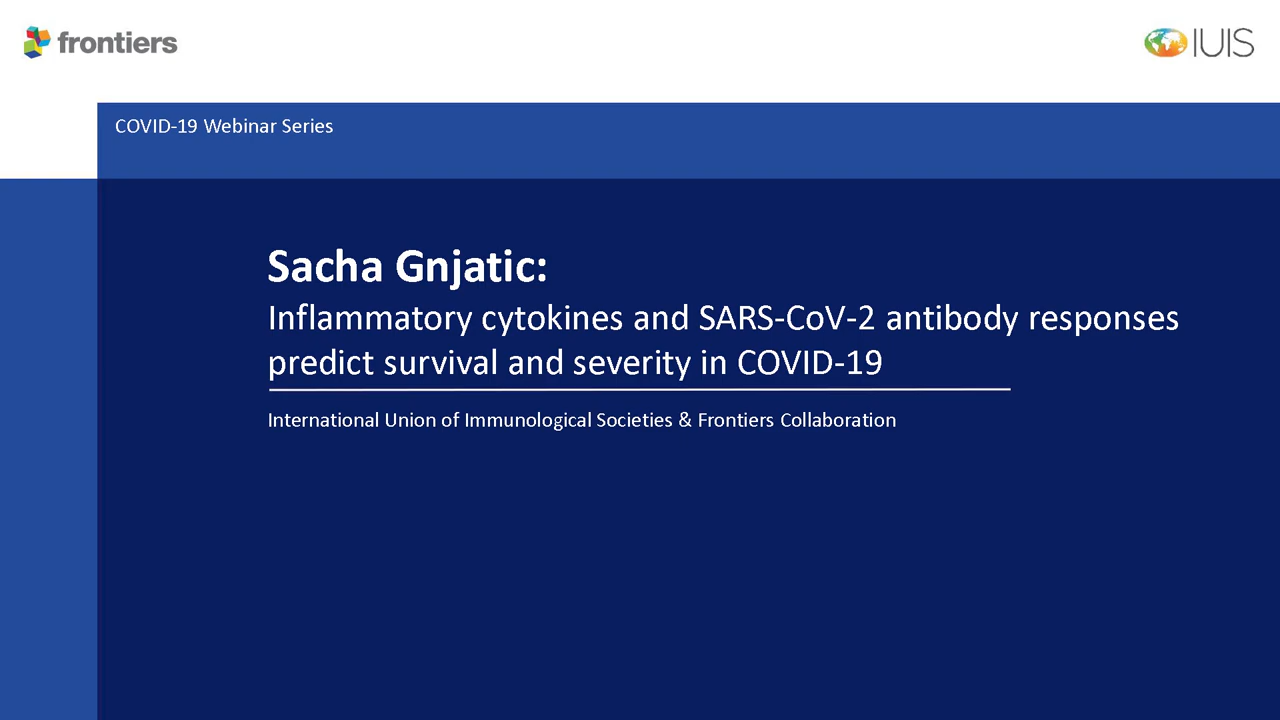 frontiers
IUIS
COVID-19 Webinar Series
Sacha Gnjatic:
Inflammatory cytokines and SARS-CoV-2 antibody responses
predict survival and severity in COVID-19
International Union of Immunological Societies & Frontiers Collaboration